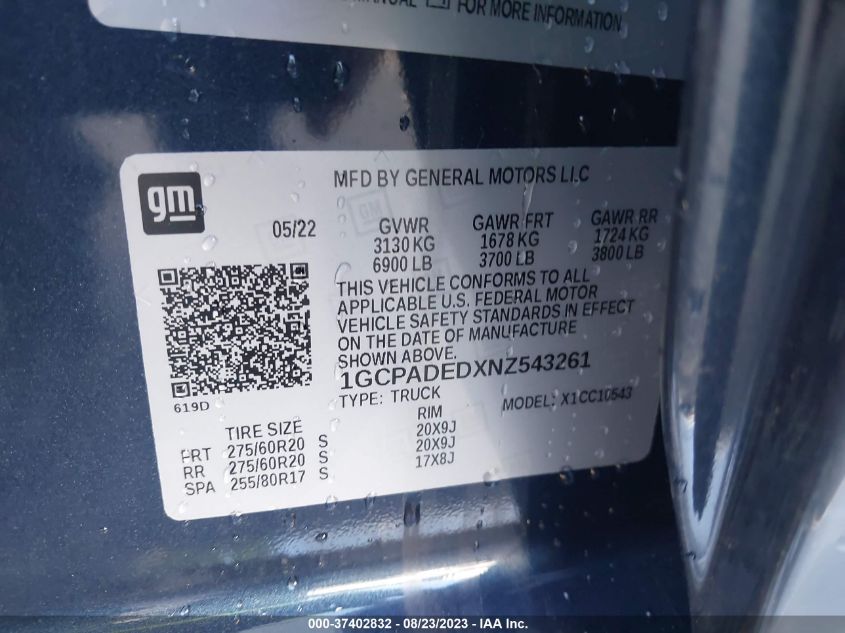 MANUAL FOR MORE INFORMATION
gm
MFD BY GENERAL MOTORS LLC
05/22
GVWR GAWR FRT GAWR RR
3130 KG 1678 KG 1724 KG
6900 LB 3700 LB 3800 LB
THIS VEHICLE CONFORMS TO ALL
APPLICABLE U.S. FEDERAL MOTOR
VEHICLE SAFETY STANDARDS IN EFFECT
ON THE DATE OF MANUFACTURE
SHOWN ABOVE.
1GCPADEDXNZ543261
619D
TYPE: TRUCK MODEL: X1CC10543
TIRE SIZE RIM
FRT 275/60R20 S 20X9J
RR 275/60R20 S 20X9J
SPA 255/80R17 S 17X8J
000-37402832 - 08/23/2023 - IAAI.COM